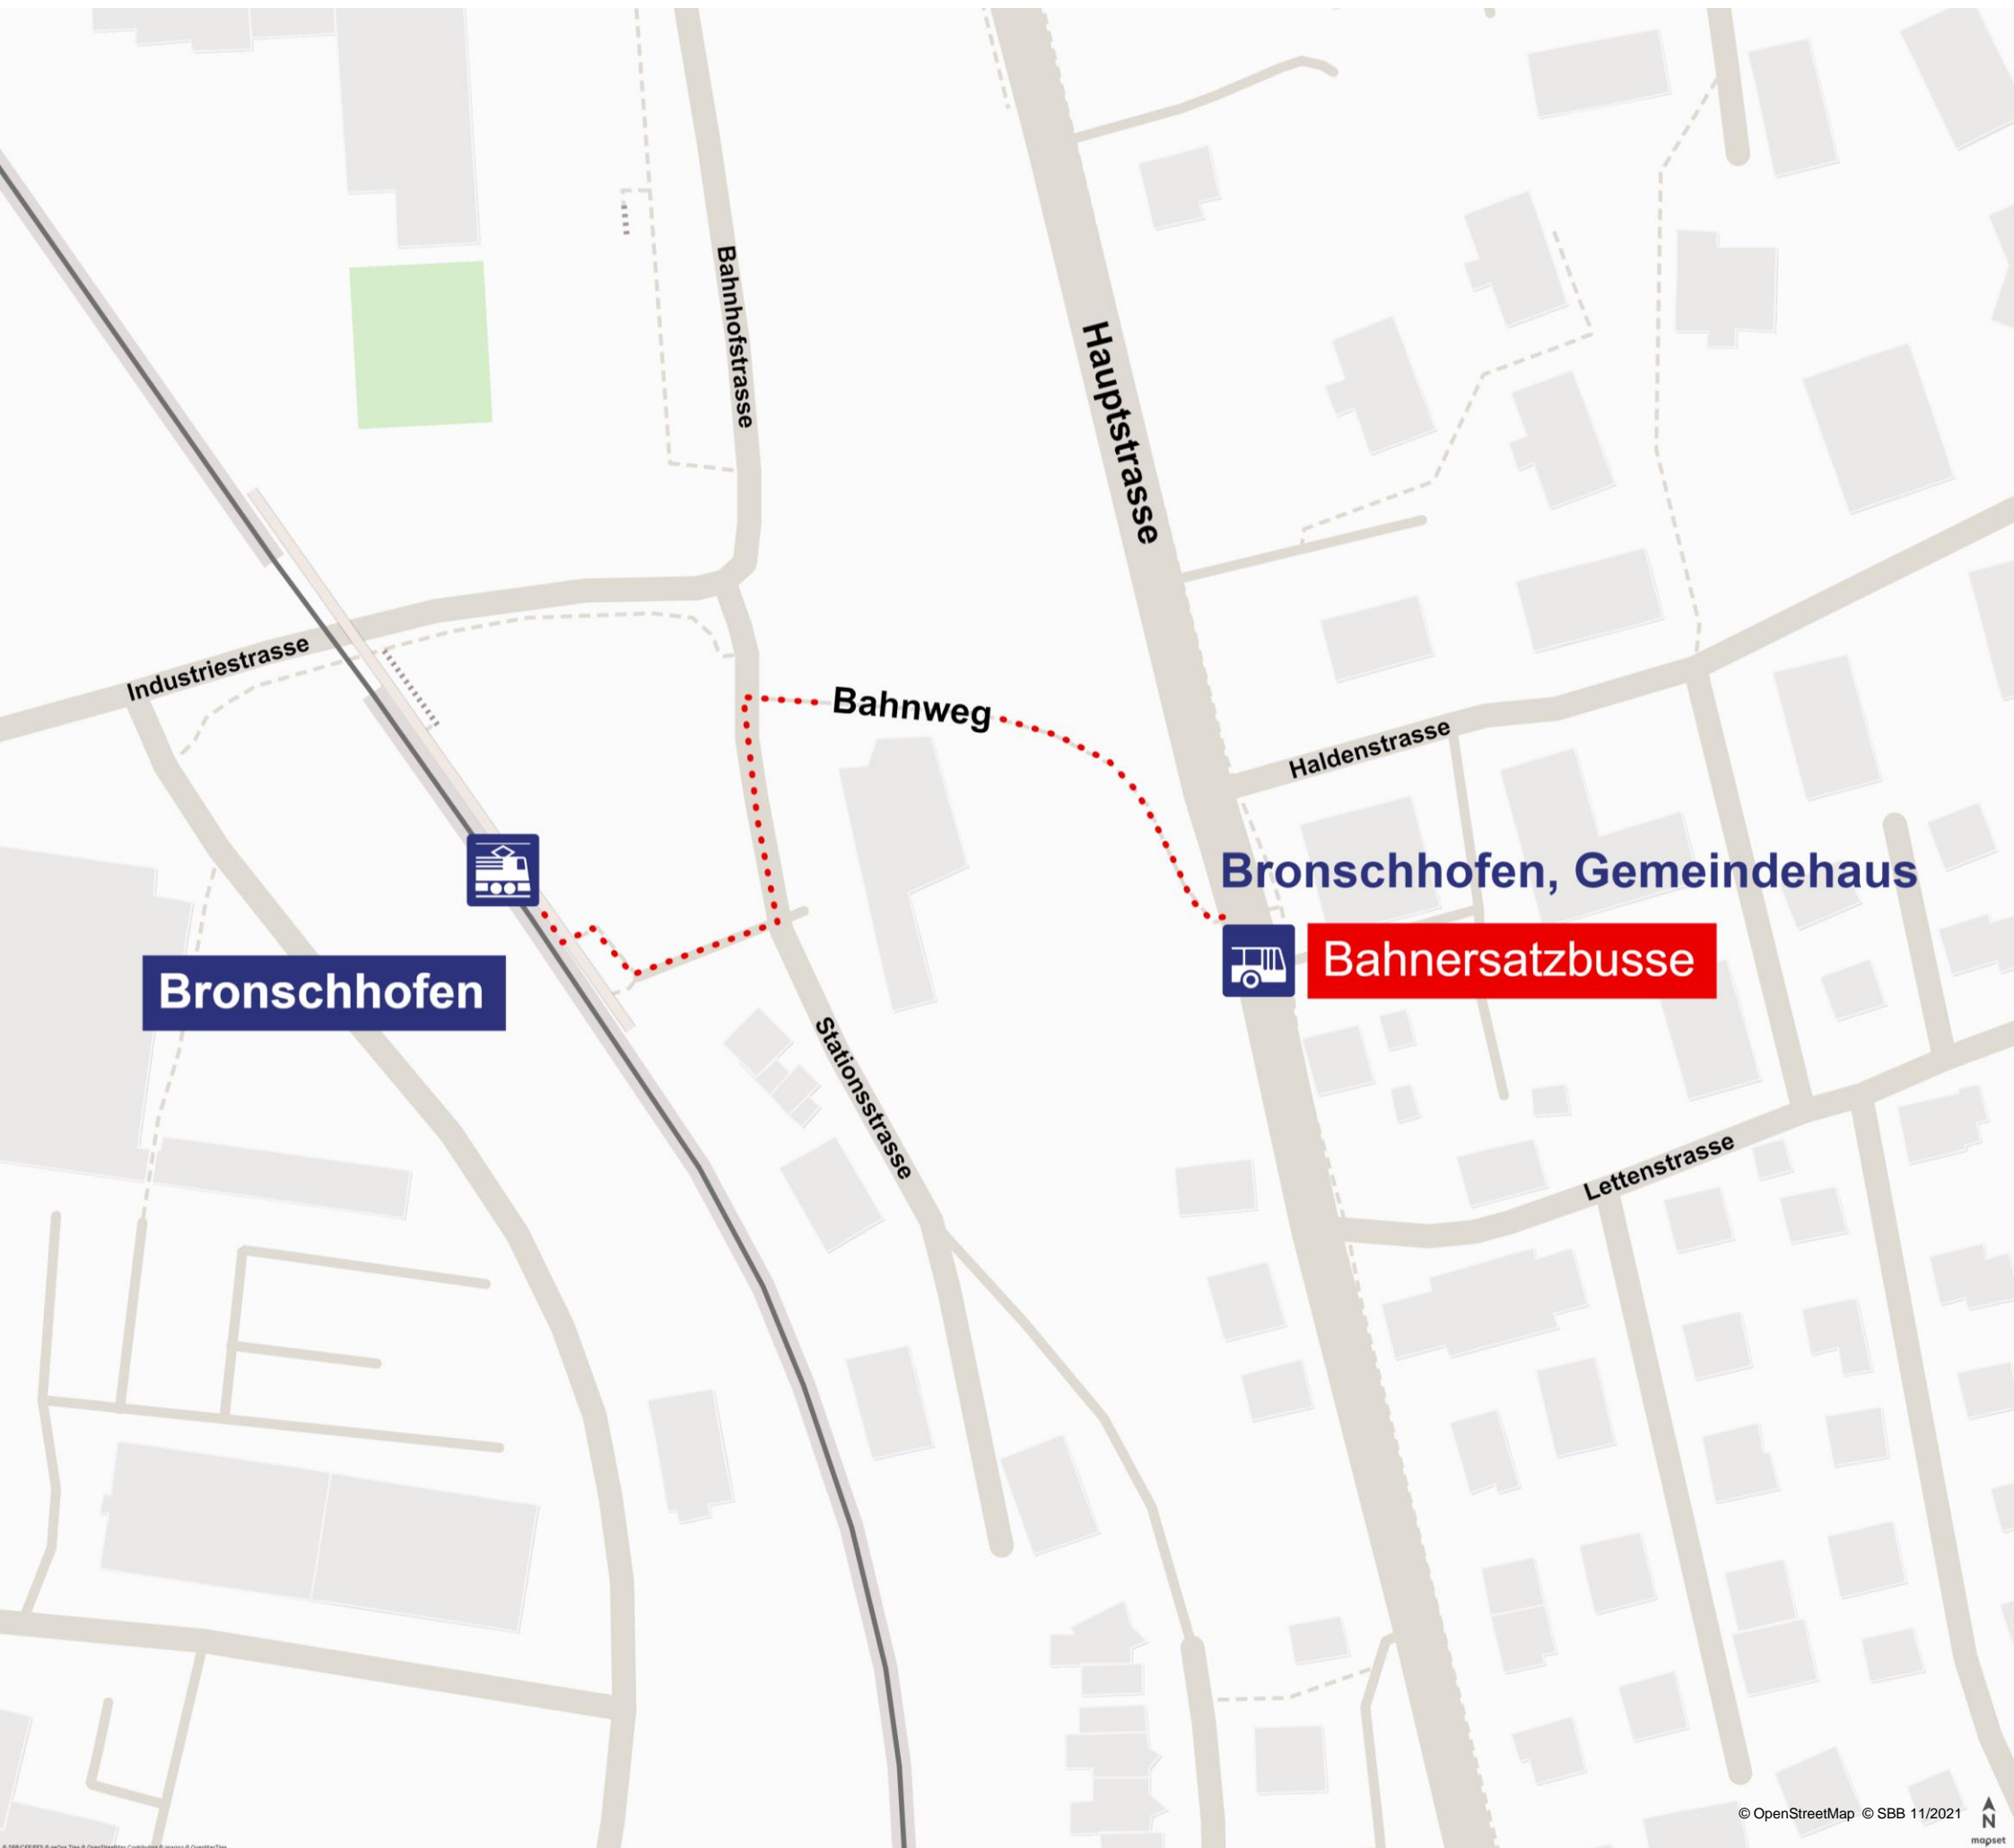 Bahnhofstrasse
Hauptstrasse
Industriestrasse
Bahnweg
Haldenstrasse
Bronschhofen, Gemeindehaus
Bahnersatzbusse
Bronschhofen
Stationsstrasse
Lettenstrasse
© OpenStreetMap © SBB 11/2021
N
mapset